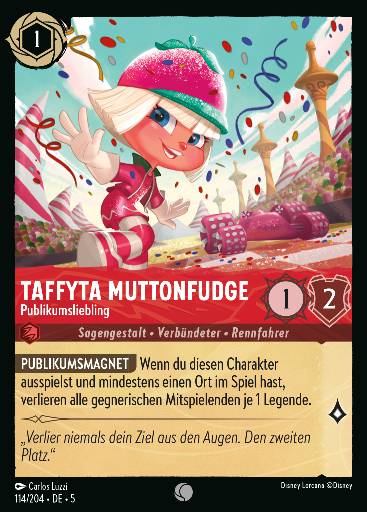 1
TAFFYTA MUTTONFUDGE
Publikumsliebling
1
2
Sagengestalt • Verbündeter • Rennfahrer
PUBLIKUMSMAGNET Wenn du diesen Charakter
ausspielst und mindestens einen Ort im Spiel hast,
verlieren alle gegnerischen Mitspielenden je 1 Legende.
„Verlier niemals dein Ziel aus den Augen. Den zweiten
Platz.“
Carlos Luzzi
114/204 • DE • 5
Disney Lorcana ©Disney